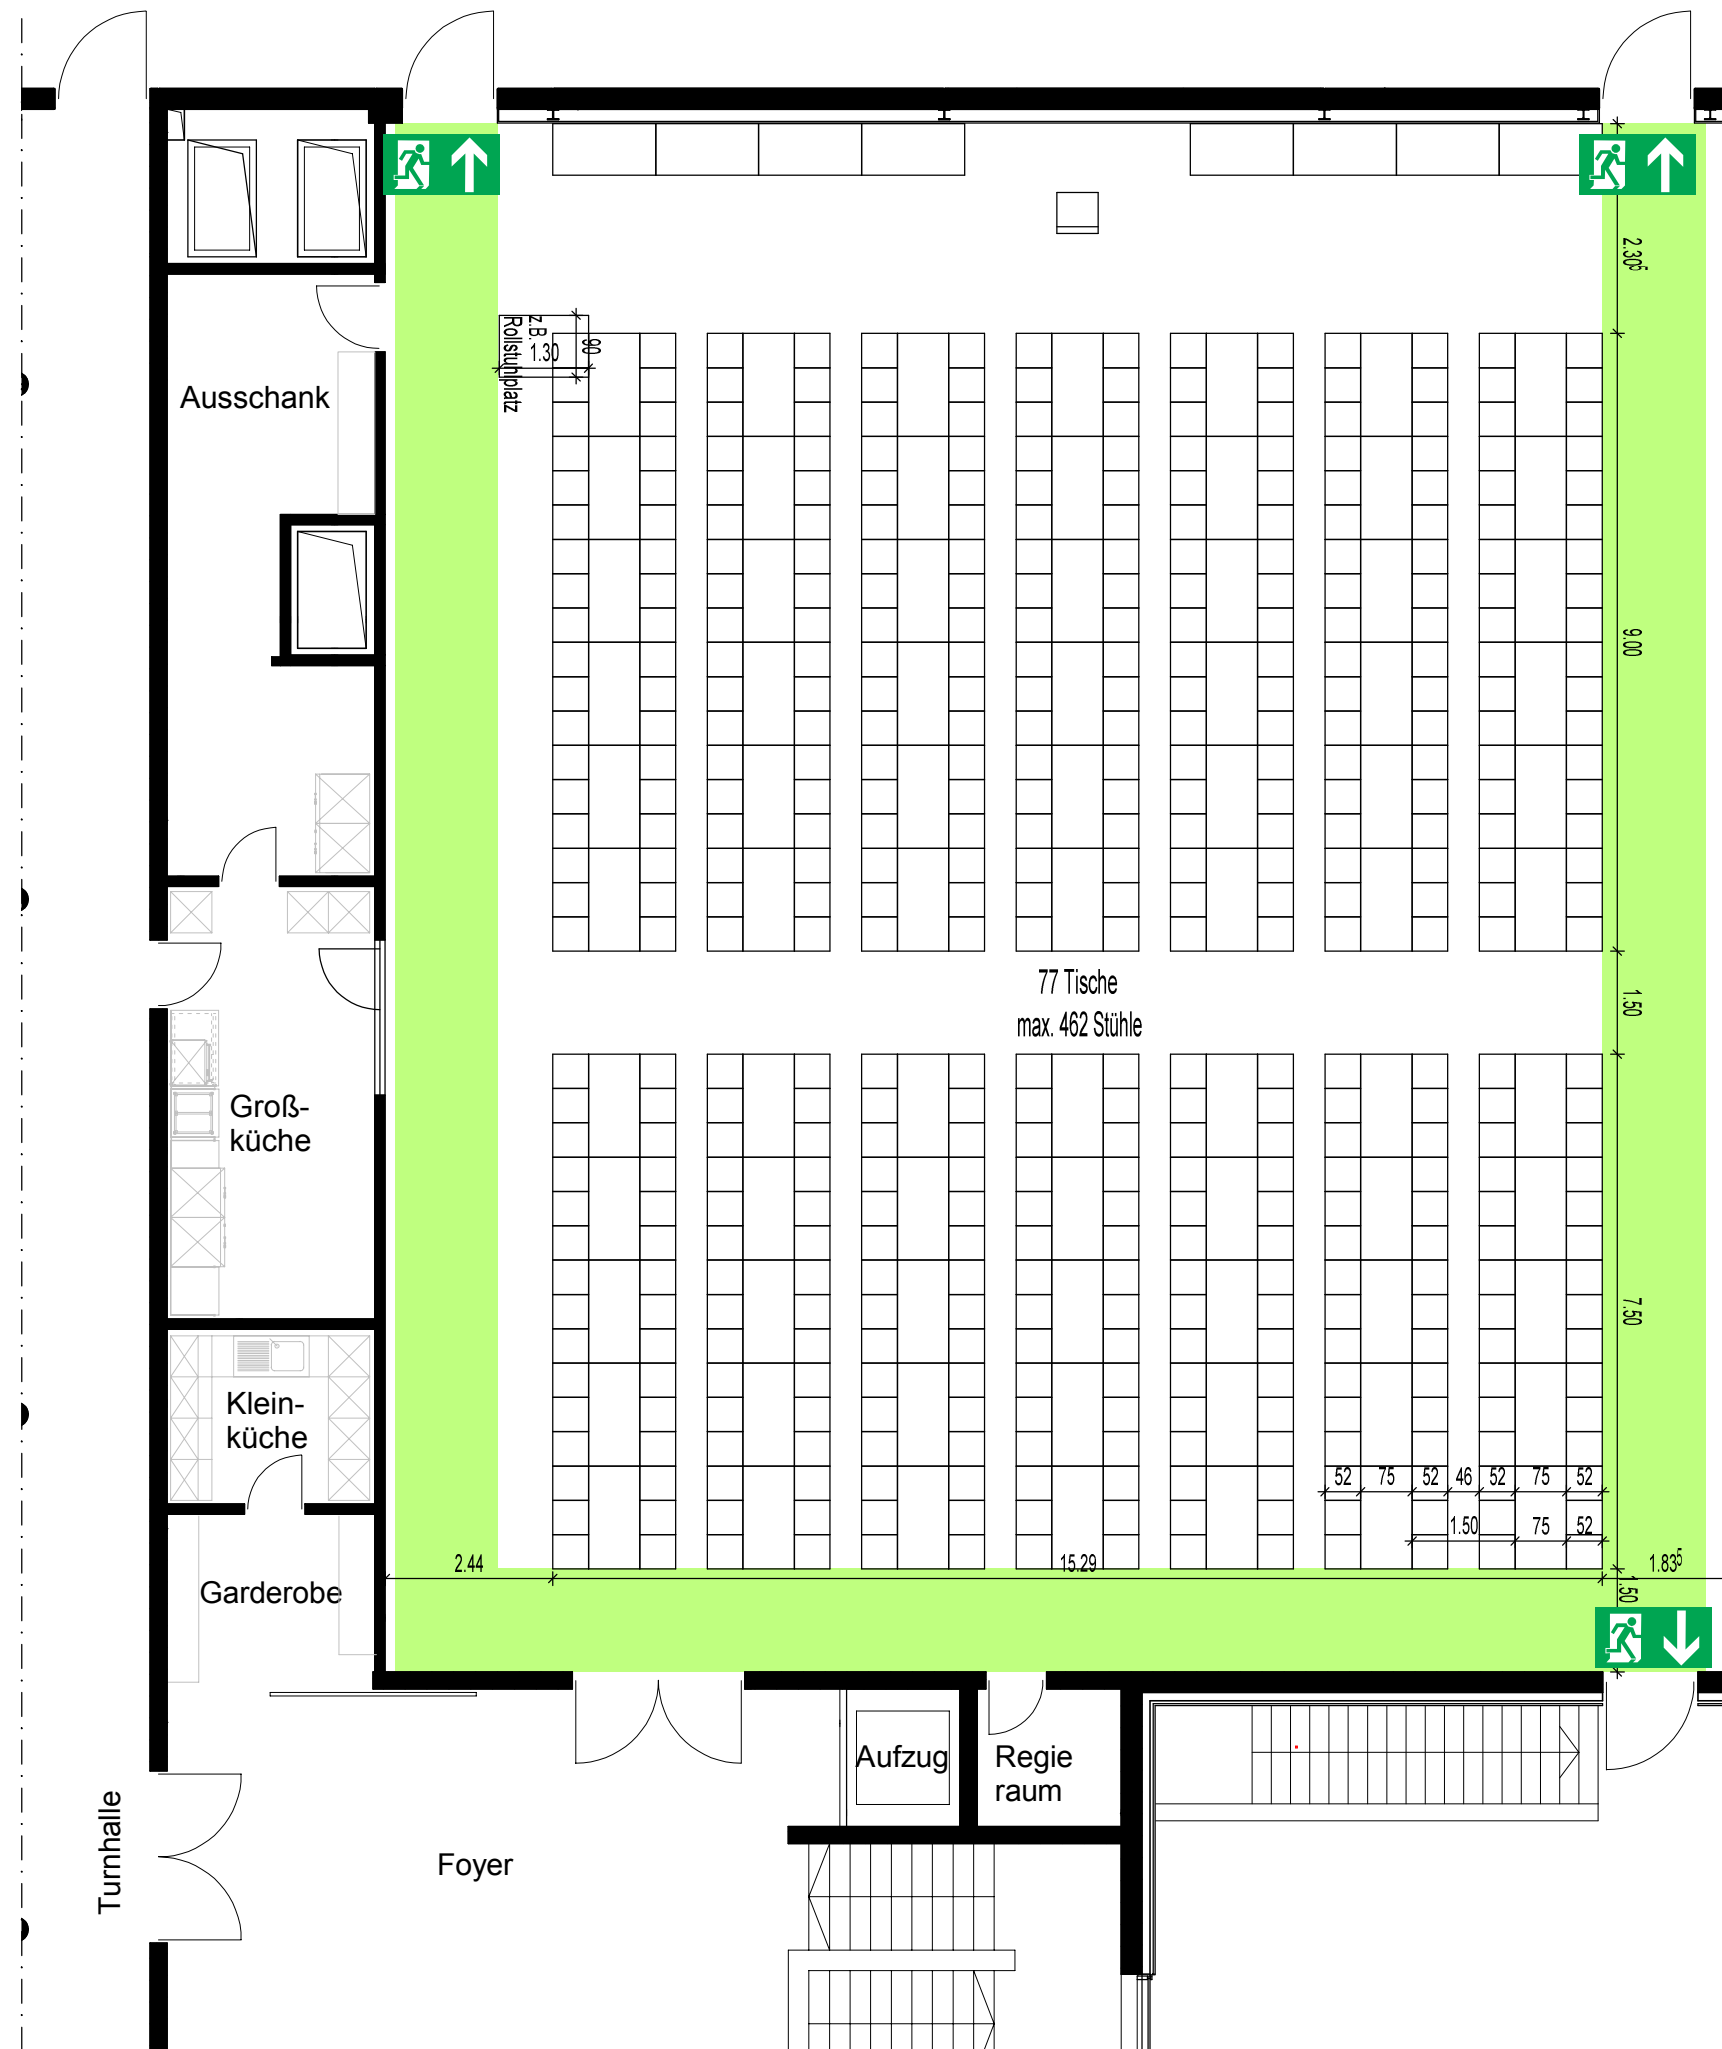 2.30⁵
z.B.
Rollstuhlplatz
1.30
90
Ausschank
9.00
77 Tische
max. 462 Stühle
1.50
Groß-
küche
7.50
Klein-
küche
52 75 52 46 52 75 52
1.50 75 52
2.44 15.29 1.83⁵
1.50
Garderobe
Aufzug
Regie
raum
Turnhalle
Foyer